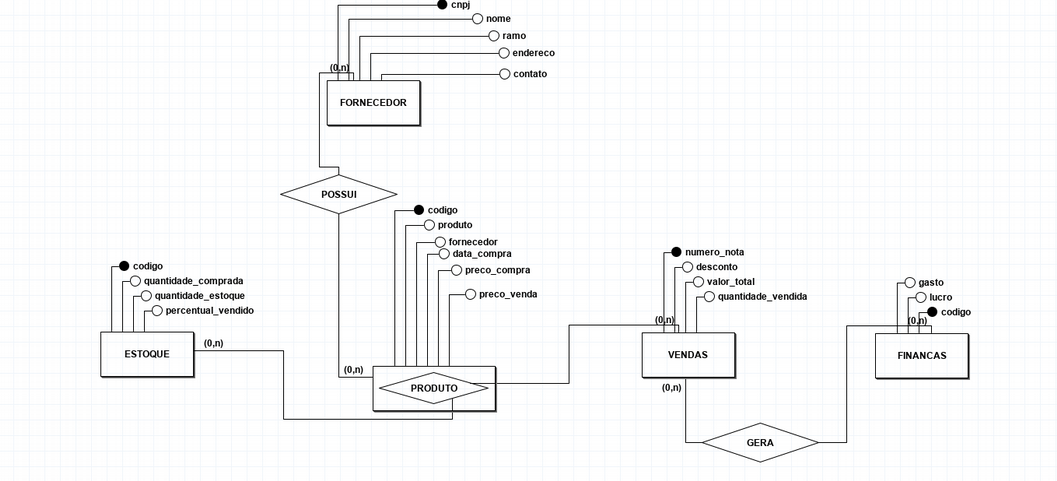 cnpj
nome
ramo
endereco
contato
(0,n)
FORNECEDOR
POSSUI
codigo
produto
fornecedor
data_compra
preco_compra
preco_venda
(0,n)
PRODUTO
codigo
quantidade_comprada
quantidade_estoque
percentual_vendido
ESTOQUE
(0,n)
numero_nota
desconto
valor_total
quantidade_vendida
(0,n)
VENDAS
(0,n)
gasto
lucro
codigo
(0,n)
FINANCAS
GERA